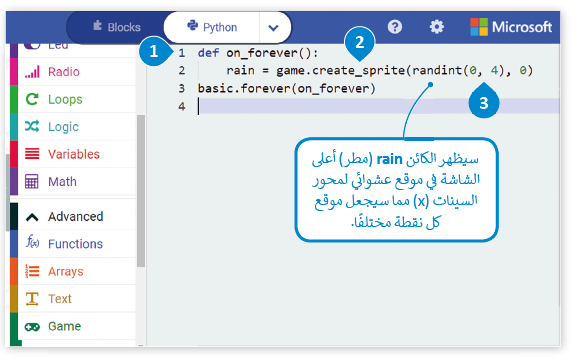 Blocks
Python
Microsoft
Led
Radio
Loops
Logic
Variables
Math
Advanced
Functions
Arrays
Text
Game
1
2
3
1 def on_forever():
2 rain = game.create_sprite(randint(0, 4), 0)
3 basic.forever(on_forever)
4
سيظهر الكائن rain (مطر) أعلى
الشاشة في موقع عشوائي لمحور
السينات (x) مما سيجعل موقع
كل نقطة مختلفًا.